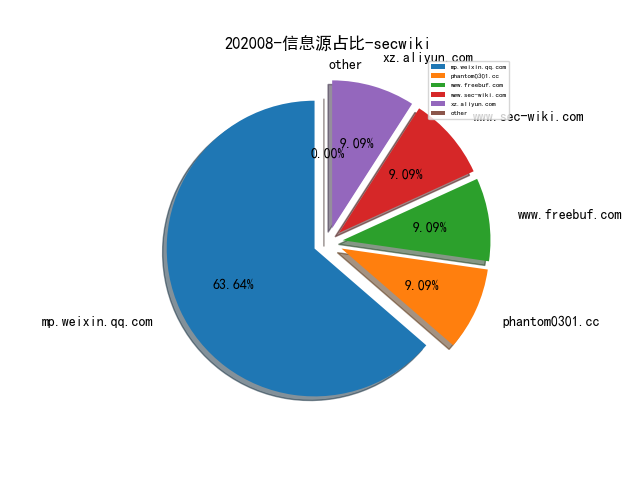 202008-信息源占比-secwiki
other
xz.aliyun.com
mp.weixin.qq.com
phantom0301.cc
www.freebuf.com
www.sec-wiki.com
xz.aliyun.com
other
www.sec-wiki.com
0.00%
9.09%
9.09%
9.09%
www.freebuf.com
63.64%
9.09%
mp.weixin.qq.com
phantom0301.cc